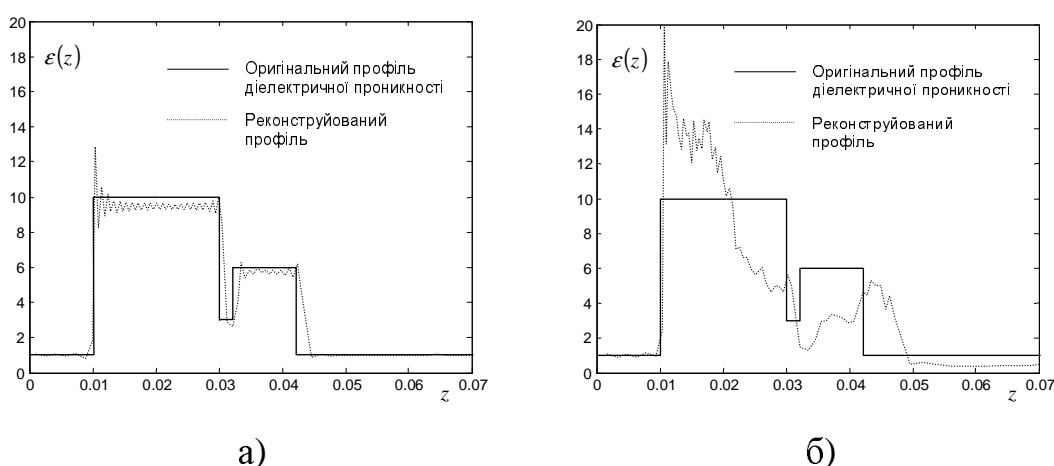 20
18
16
14
12
10
8
6
4
2
0
ε(z)
Оригінальний профіль
діелектричної проникності
Реконструйований
профіль
0 0.01 0.02 0.03 0.04 0.05 0.06 0.07
z
а)
20
18
16
14
12
10
8
6
4
2
0
ε(z)
Оригінальний профіль
діелектричної проникності
Реконструйований
профіль
0 0.01 0.02 0.03 0.04 0.05 0.06 0.07
z
б)